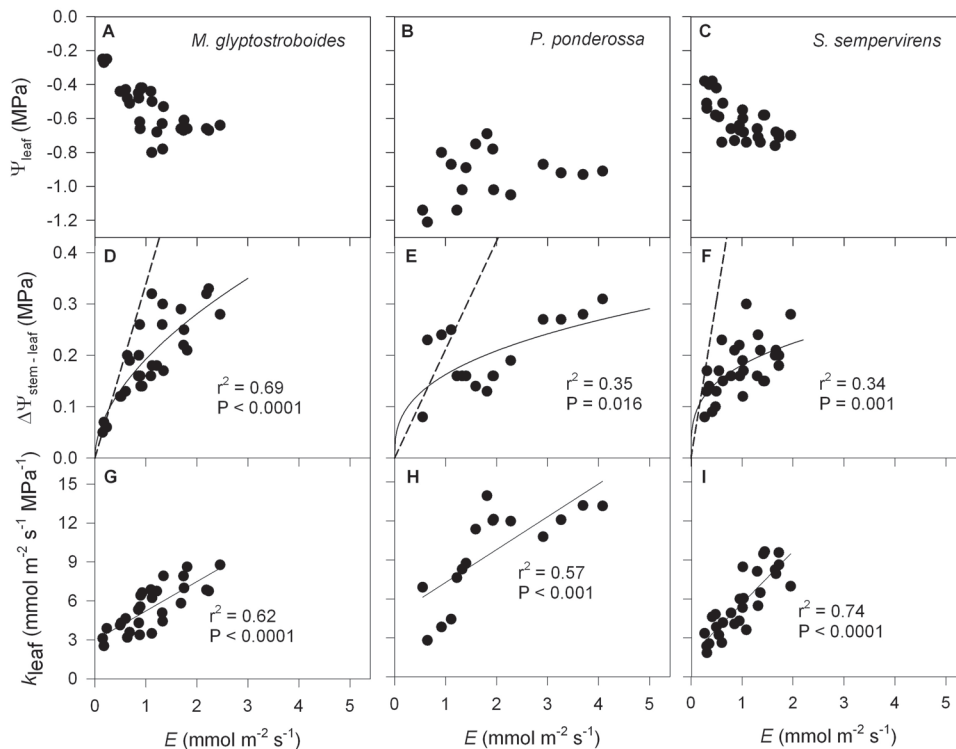 A
M. glyptostroboides
B
P. ponderossa
C
S. sempervirens
0.0
-0.2
-0.4
-0.6
-0.8
-1.0
-1.2
Ψleaf (MPa)
D
r² = 0.69
P < 0.0001
E
r² = 0.35
P = 0.016
F
r² = 0.34
P = 0.001
0.4
0.3
0.2
0.1
0.0
ΔΨstem-leaf (MPa)
G
r² = 0.62
P < 0.0001
H
r² = 0.57
P < 0.001
I
r² = 0.74
P < 0.0001
15
12
9
6
3
0
kleaf (mmol m⁻² s⁻¹ MPa⁻¹)
0 1 2 3 4 5
0 1 2 3 4 5
0 1 2 3 4 5
E (mmol m⁻² s⁻¹)
E (mmol m⁻² s⁻¹)
E (mmol m⁻² s⁻¹)